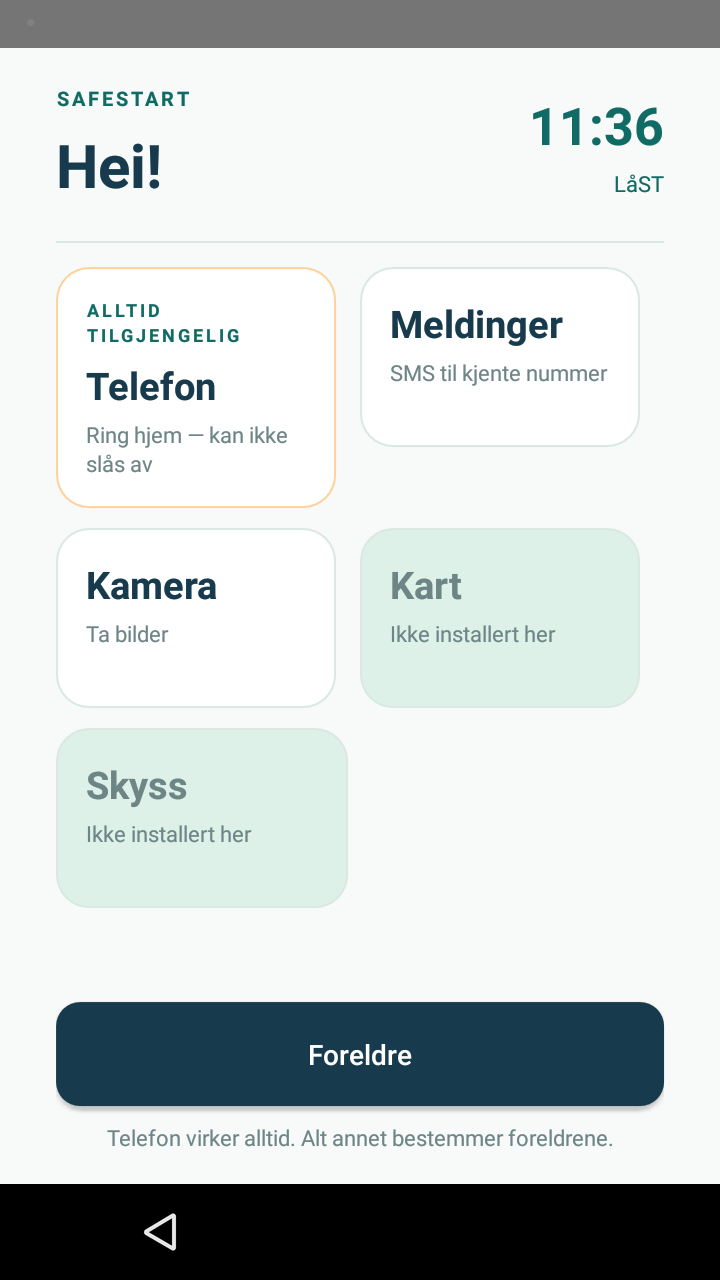 SAFESTART
Hei!
11:36
LåST
ALLTID
TILGJENGELIG
Telefon
Ring hjem — kan ikke
slås av
Meldinger
SMS til kjente nummer
Kamera
Ta bilder
Kart
Ikke installert her
Skyss
Ikke installert her
Foreldre
Telefon virker alltid. Alt annet bestemmer foreldrene.